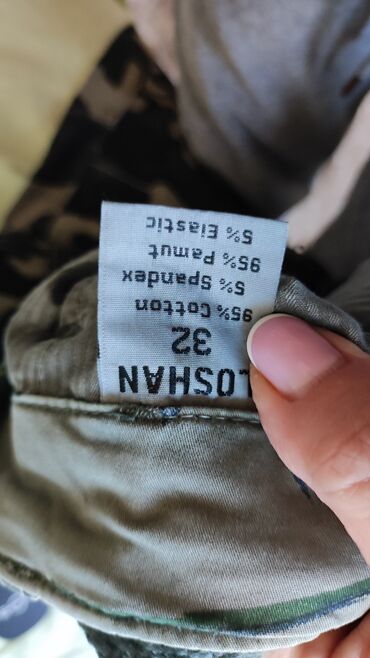 LOSHAN
32
95% Cotton
5% Spandex
95% Pamut
5% Elastic